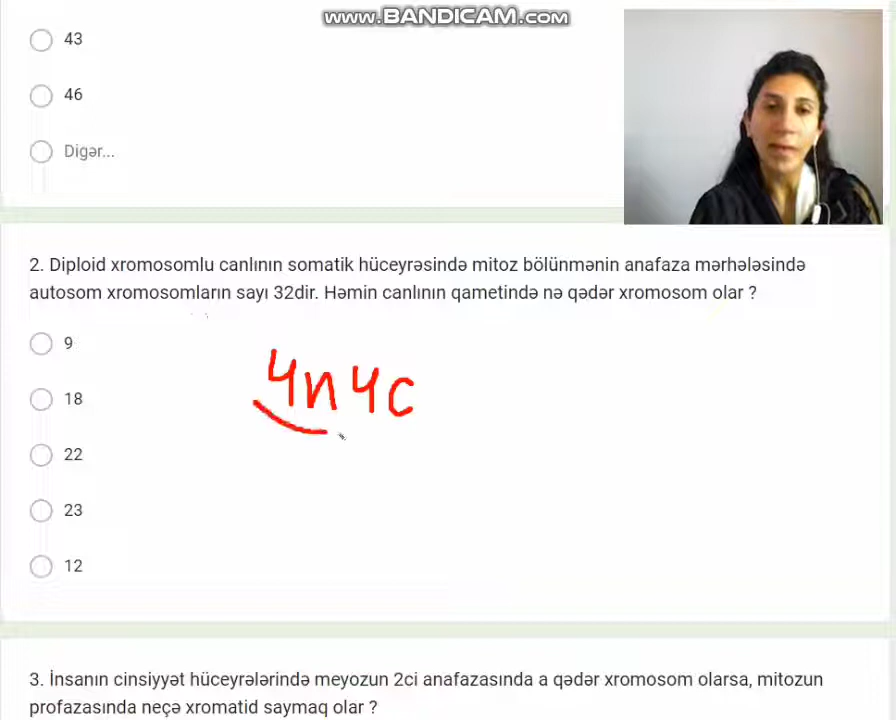 www.BANDICAM.com
43
46
Digər...
2. Diploid xromosomlu canlının somatik hüceyrəsində mitoz bölünmənin anafaza mərhələsində
autosom xromosomların sayı 32dir. Həmin canlının qametində nə qədər xromosom olar ?
9
4n4c
18
22
23
12
3. İnsanın cinsiyyət hüceyrələrində meyozun 2ci anafazasında a qədər xromosom olarsa, mitozun
profazasında neçə xromatid saymaq olar ?